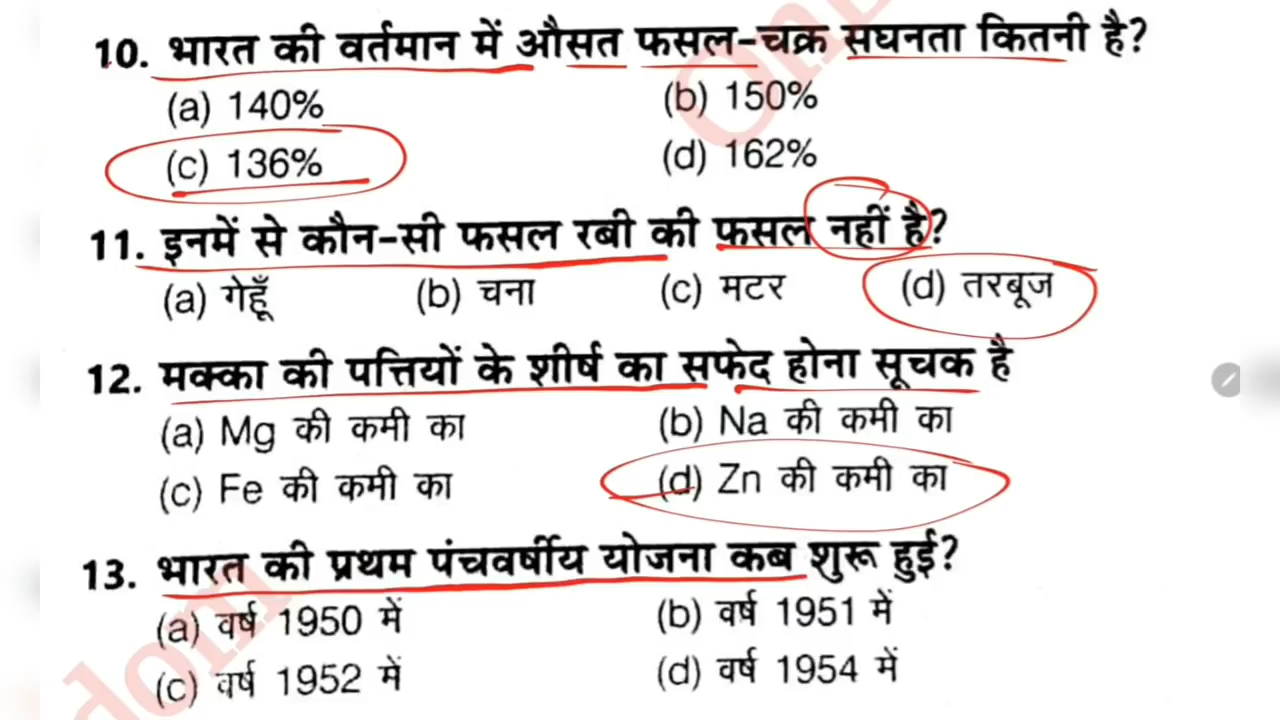 10. भारत की वर्तमान में औसत फसल-चक्र सघनता कितनी है?
(a) 140% (b) 150%
(c) 136% (d) 162%
11. इनमें से कौन-सी फसल रबी की फसल नहीं है?
(a) गेहूँ (b) चना (c) मटर (d) तरबूज
12. मक्का की पत्तियों के शीर्ष का सफेद होना सूचक है
(a) Mg की कमी का (b) Na की कमी का
(c) Fe की कमी का (d) Zn की कमी का
13. भारत की प्रथम पंचवर्षीय योजना कब शुरू हुई?
(a) वर्ष 1950 में (b) वर्ष 1951 में
(c) वर्ष 1952 में (d) वर्ष 1954 में